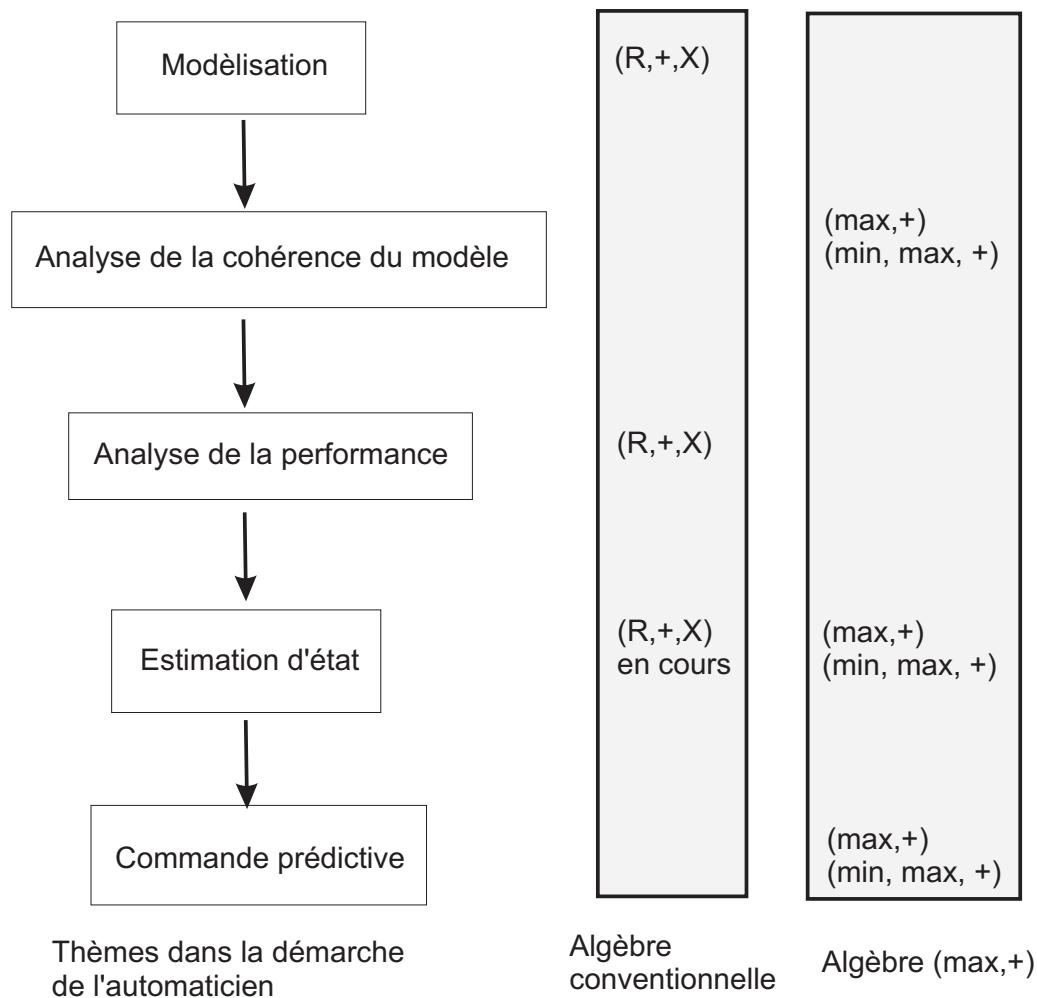 Modèlisation
(R,+,X)
Analyse de la cohérence du modèle
(max,+)
(min, max, +)
Analyse de la performance
(R,+,X)
Estimation d'état
(R,+,X)
en cours
(max,+)
(min, max, +)
Commande prédictive
(max,+)
(min, max, +)
Thèmes dans la démarche
de l'automaticien
Algèbre
conventionnelle
Algèbre (max,+)